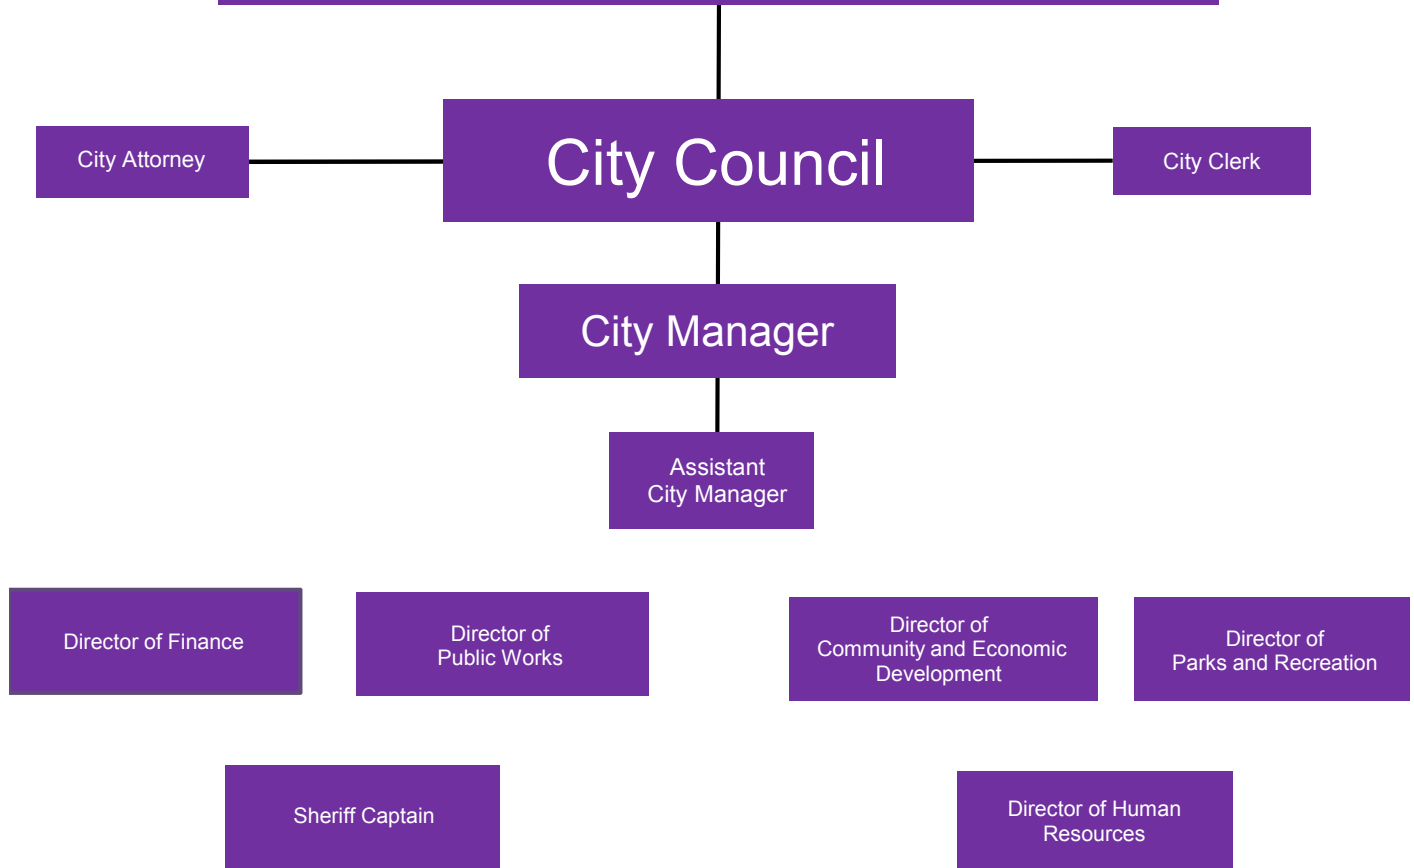 City Attorney
City Council
City Clerk
City Manager
Assistant
City Manager
Director of Finance
Director of
Public Works
Director of
Community and Economic
Development
Director of
Parks and Recreation
Sheriff Captain
Director of Human
Resources